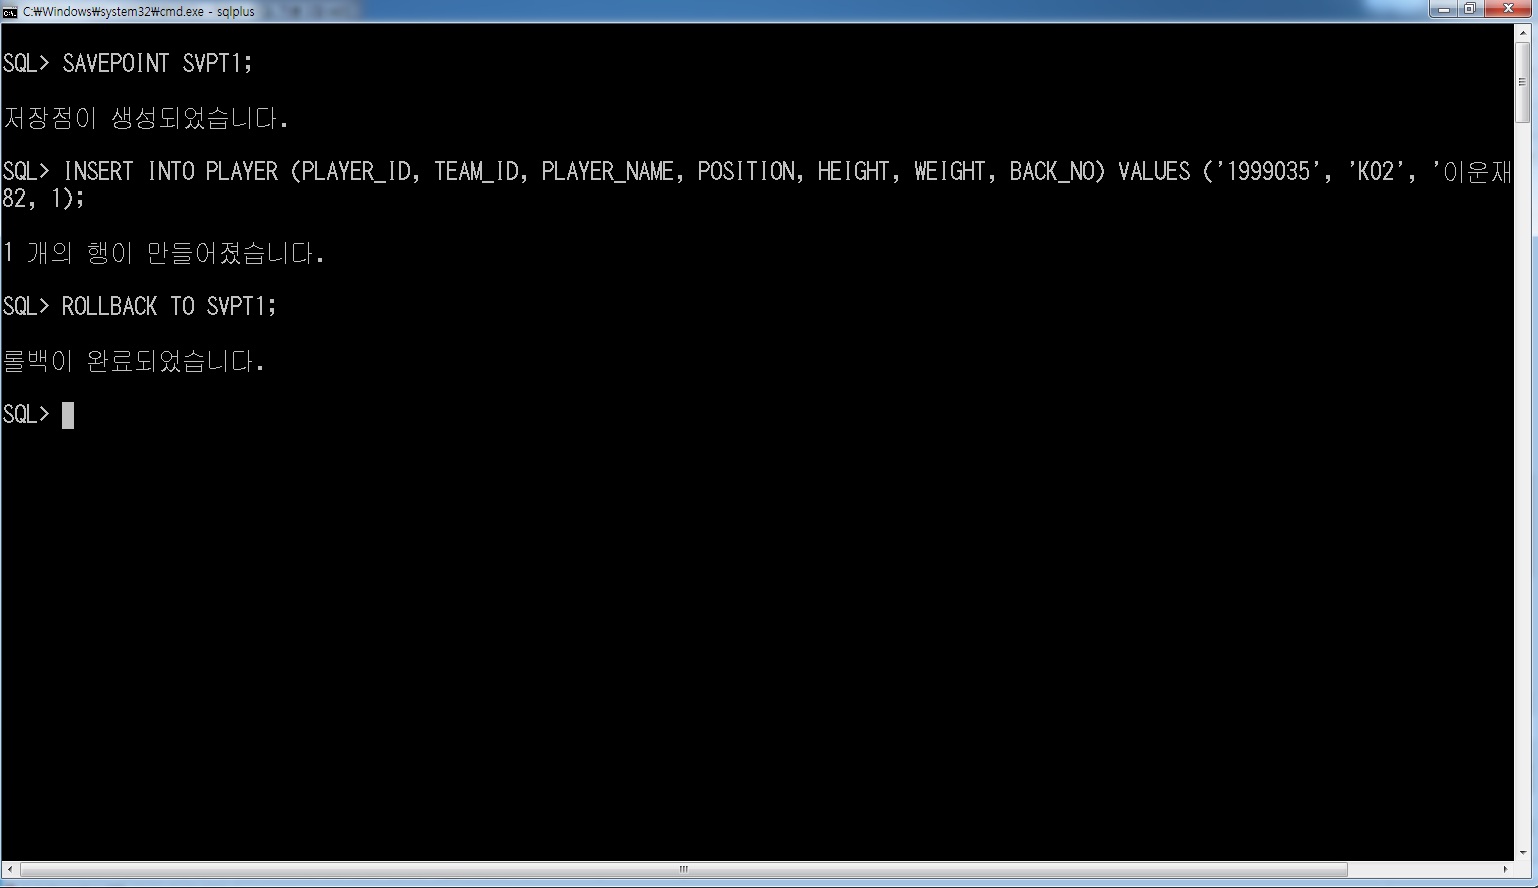 C:₩Windows₩system32₩cmd.exe - sqlplus
SQL> SAVEPOINT SVPT1;
저장점이 생성되었습니다.
SQL> INSERT INTO PLAYER (PLAYER_ID, TEAM_ID, PLAYER_NAME, POSITION, HEIGHT, WEIGHT, BACK_NO) VALUES ('1999035', 'K02', '이운재
82, 1);
1 개의 행이 만들어졌습니다.
SQL> ROLLBACK TO SVPT1;
롤백이 완료되었습니다.
SQL>